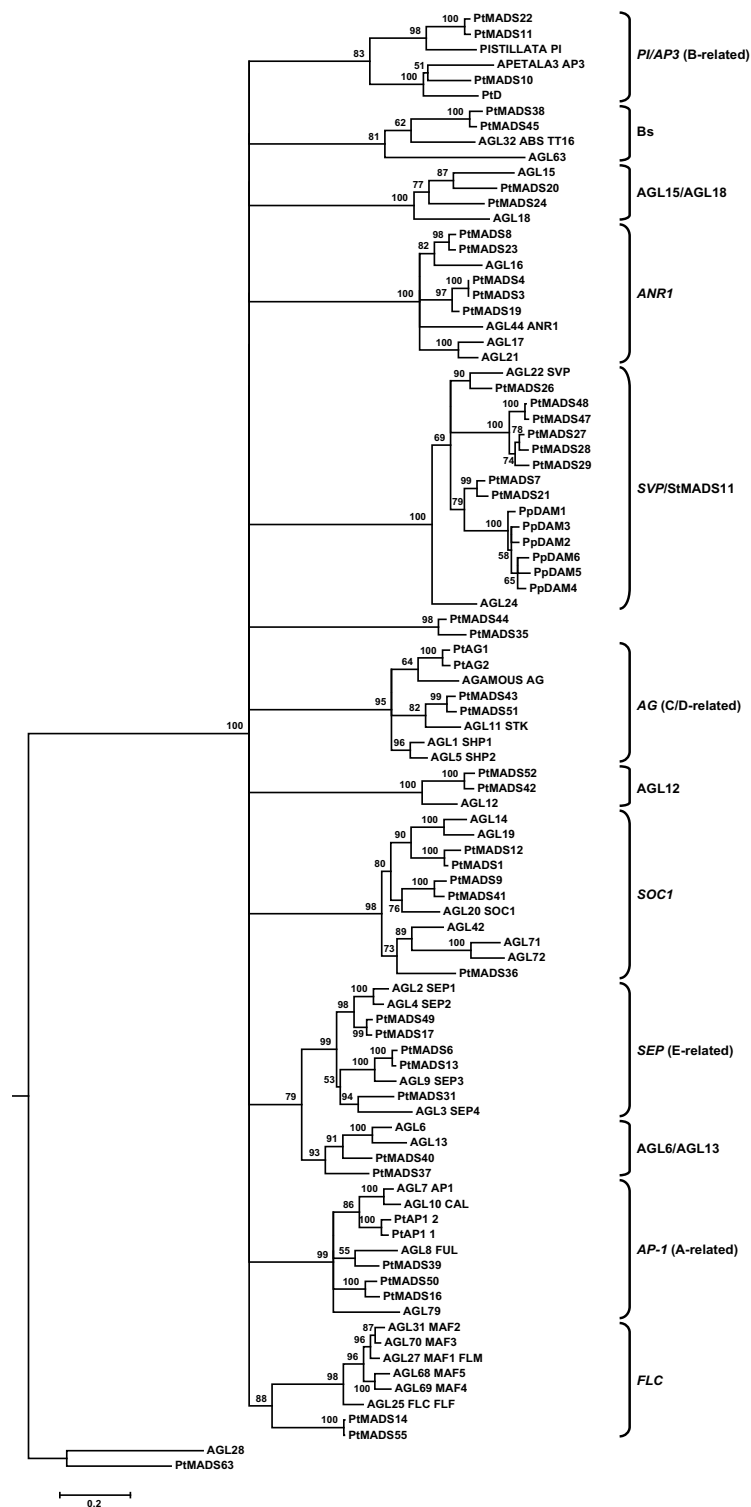 PtMADS22
100
98
PtMADS11
PISTILLATA PI
83
PI/AP3 (B-related)
51
APETALA3 AP3
100
PtMADS10
PtD
PtMADS38
100
62
PtMADS45
Bs
81
AGL32 ABS TT16
AGL63
AGL15
87
77
PtMADS20
AGL15/AGL18
100
PtMADS24
AGL18
PtMADS8
98
82
PtMADS23
AGL16
100
PtMADS4
ANR1
100
97
PtMADS3
PtMADS19
AGL44 ANR1
AGL17
100
AGL21
AGL22 SVP
90
PtMADS26
PtMADS48
100
PtMADS47
69
100
78
PtMADS27
PtMADS28
74
PtMADS29
99
PtMADS7
SVP/StMADS11
79
PtMADS21
PpDAM1
100
100
PpDAM3
PpDAM2
58
PpDAM6
PpDAM5
65
PpDAM4
AGL24
PtMADS44
98
PtMADS35
PtAG1
100
64
PtAG2
AGAMOUS AG
95
99
PtMADS43
AG (C/D-related)
82
PtMADS51
AGL11 STK
100
96
AGL1 SHP1
AGL5 SHP2
PtMADS52
100
100
PtMADS42
AGL12
AGL12
AGL14
100
90
AGL19
PtMADS12
100
80
PtMADS1
PtMADS9
100
PtMADS41
SOC1
98
76
AGL20 SOC1
AGL42
89
100
AGL71
73
AGL72
PtMADS36
AGL2 SEP1
100
98
AGL4 SEP2
PtMADS49
99
99
PtMADS17
SEP (E-related)
PtMADS6
100
53
PtMADS13
AGL9 SEP3
79
94
PtMADS31
AGL3 SEP4
AGL6
100
91
AGL13
AGL6/AGL13
93
PtMADS40
PtMADS37
AGL7 AP1
100
86
AGL10 CAL
PtAP1 2
100
PtAP1 1
AP-1 (A-related)
99
55
AGL8 FUL
PtMADS39
PtMADS50
100
PtMADS16
AGL79
AGL31 MAF2
87
96
AGL70 MAF3
AGL27 MAF1 FLM
96
AGL68 MAF5
FLC
98
100
AGL69 MAF4
88
AGL25 FLC FLF
PtMADS14
100
PtMADS55
AGL28
PtMADS63
0.2